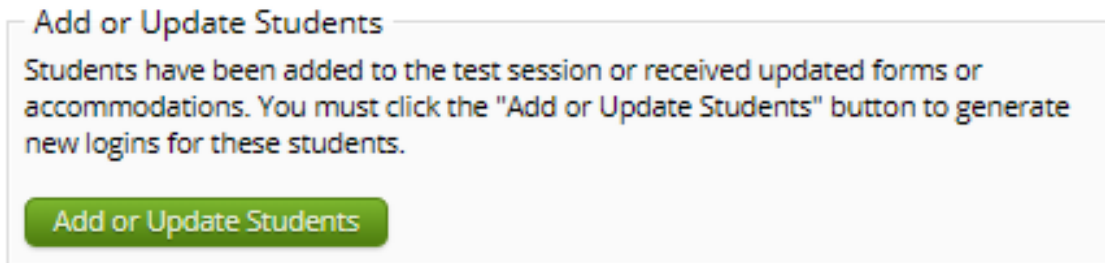 Add or Update Students
Students have been added to the test session or received updated forms or
accommodations. You must click the "Add or Update Students" button to generate
new logins for these students.
Add or Update Students